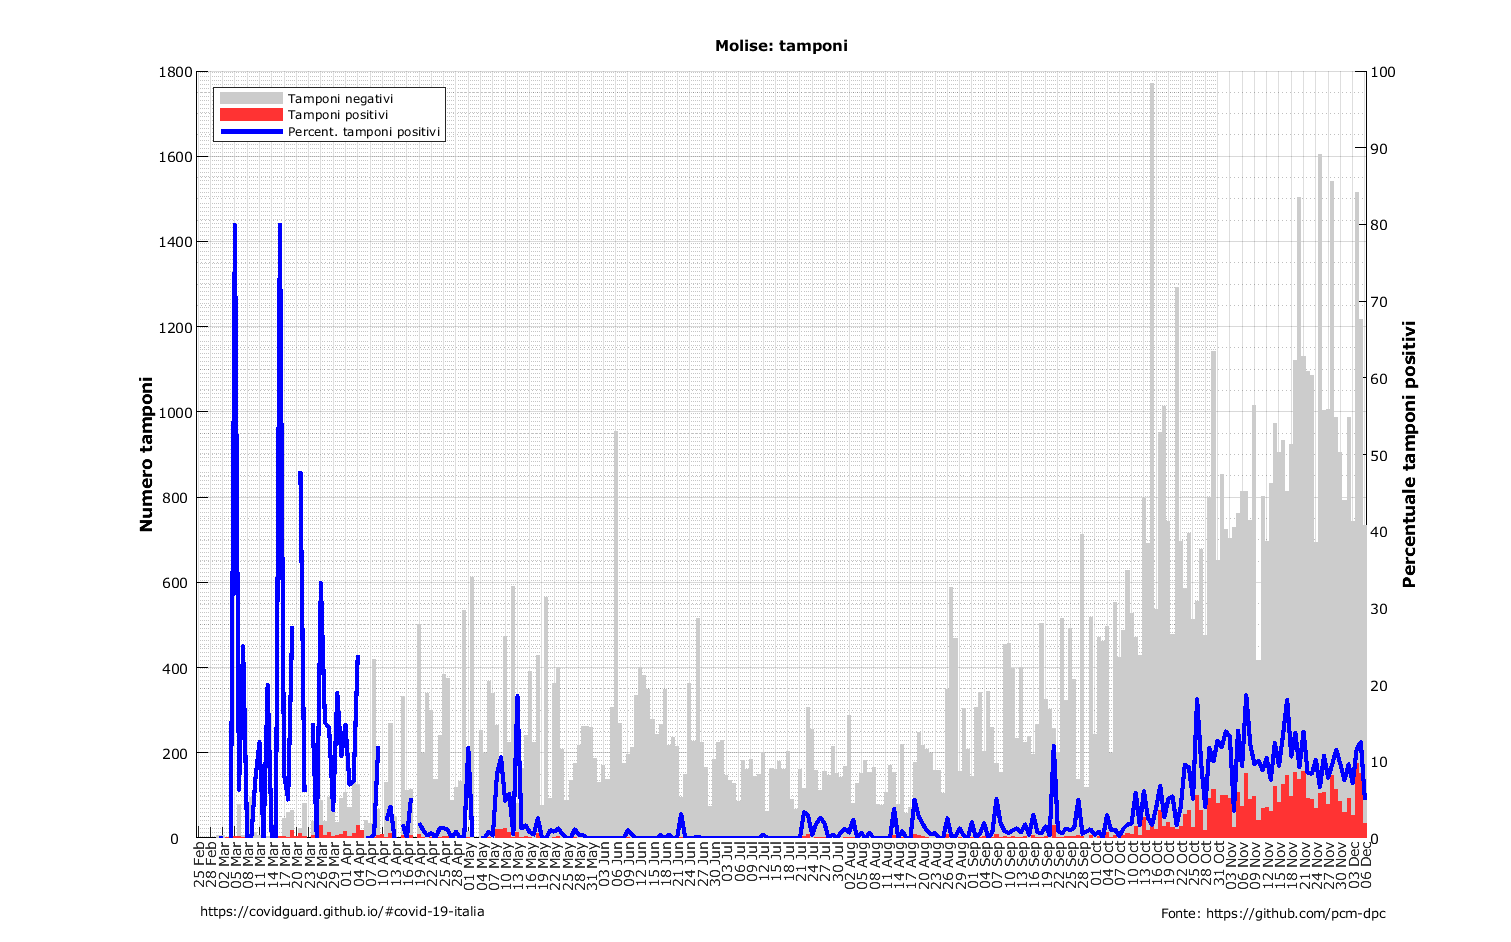 Molise: tamponi
Tamponi negativi
Tamponi positivi
Percent. tamponi positivi
Numero tamponi
1800
1600
1400
1200
1000
800
600
400
200
0
100
90
80
70
60
50
40
30
20
10
0
Percentuale tamponi positivi
25 Feb
28 Feb
02 Mar
05 Mar
08 Mar
11 Mar
14 Mar
17 Mar
20 Mar
23 Mar
26 Mar
29 Mar
01 Apr
04 Apr
07 Apr
10 Apr
13 Apr
16 Apr
19 Apr
22 Apr
25 Apr
28 Apr
01 May
04 May
07 May
10 May
13 May
16 May
19 May
22 May
25 May
28 May
31 May
03 Jun
06 Jun
09 Jun
12 Jun
15 Jun
18 Jun
21 Jun
24 Jun
27 Jun
30 Jun
03 Jul
06 Jul
09 Jul
12 Jul
15 Jul
18 Jul
21 Jul
24 Jul
27 Jul
30 Jul
02 Aug
05 Aug
08 Aug
11 Aug
14 Aug
17 Aug
20 Aug
23 Aug
26 Aug
29 Aug
01 Sep
04 Sep
07 Sep
10 Sep
13 Sep
16 Sep
19 Sep
22 Sep
25 Sep
28 Sep
01 Oct
04 Oct
07 Oct
10 Oct
13 Oct
16 Oct
19 Oct
22 Oct
25 Oct
28 Oct
31 Oct
03 Nov
06 Nov
09 Nov
12 Nov
15 Nov
18 Nov
21 Nov
24 Nov
27 Nov
30 Nov
03 Dec
06 Dec
https://covidguard.github.io/#covid-19-italia
Fonte: https://github.com/pcm-dpc